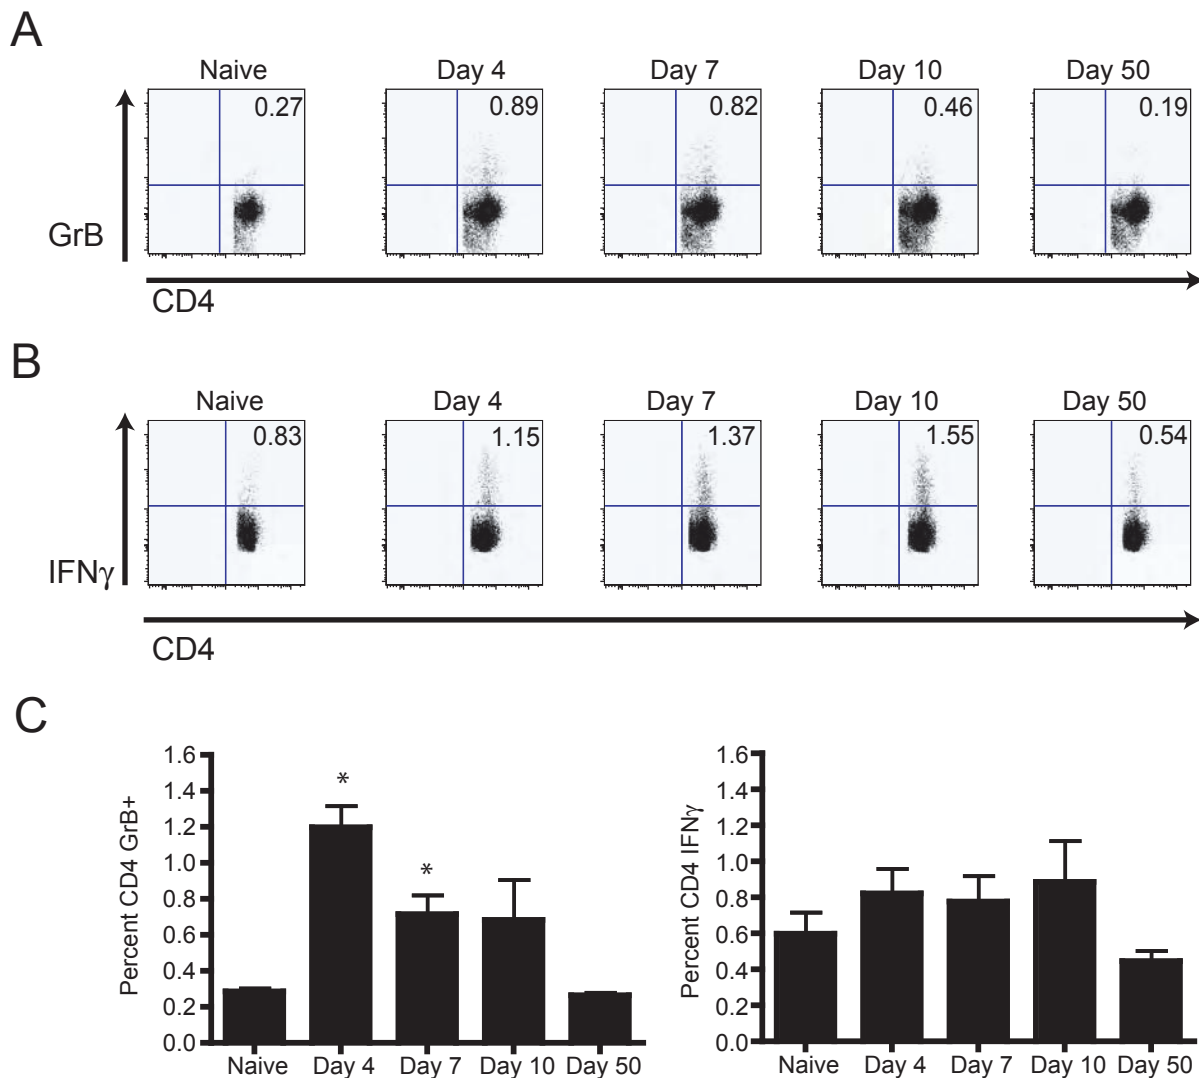 A
Naive Day 4 Day 7 Day 10 Day 50
0.27 0.89 0.82 0.46 0.19
GrB
CD4
B
Naive Day 4 Day 7 Day 10 Day 50
0.83 1.15 1.37 1.55 0.54
IFNγ
CD4
C
Percent CD4 GrB+
1.6
1.4
*
1.2
1.0
*
0.8
0.6
0.4
0.2
0.0
Naive Day 4 Day 7 Day 10 Day 50
Percent CD4 IFNγ
1.6
1.4
1.2
1.0
0.8
0.6
0.4
0.2
0.0
Naive Day 4 Day 7 Day 10 Day 50